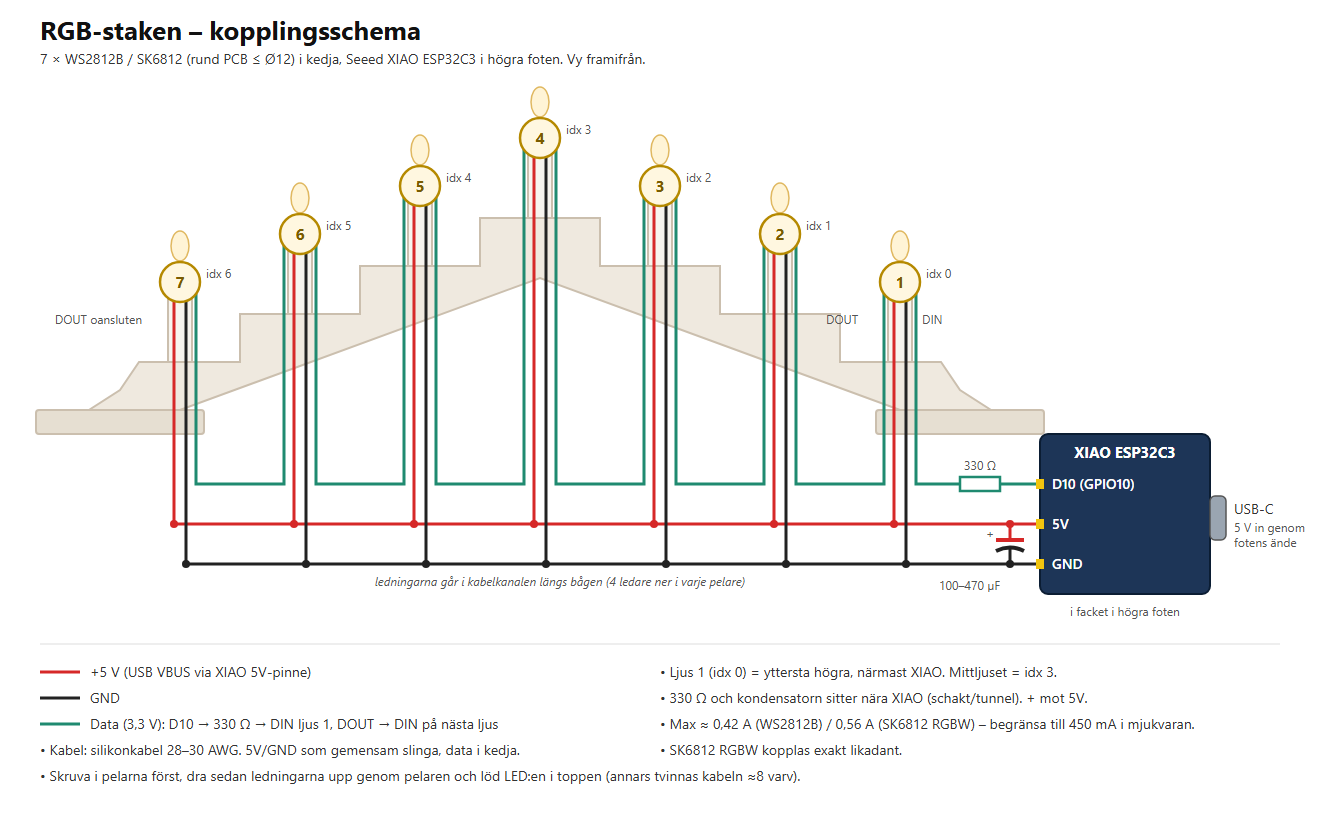 RGB-staken – kopplingsschema
7 × WS2812B / SK6812 (rund PCB ≤ Ø12) i kedja, Seeed XIAO ESP32C3 i högra foten. Vy framifrån.
4
idx 3
5
idx 4
3
idx 2
6
idx 5
2
idx 1
7
idx 6
1
idx 0
DOUT oansluten
DOUT
DIN
XIAO ESP32C3
330 Ω
D10 (GPIO10)
5V
GND
USB-C
5 V in genom
fotens ände
+
100–470 µF
ledningarna går i kabelkanalen längs bågen (4 ledare ner i varje pelare)
i facket i högra foten
+5 V (USB VBUS via XIAO 5V-pinne)
GND
Data (3,3 V): D10 → 330 Ω → DIN ljus 1, DOUT → DIN på nästa ljus
• Kabel: silikonkabel 28–30 AWG. 5V/GND som gemensam slinga, data i kedja.
• Skruva i pelarna först, dra sedan ledningarna upp genom pelaren och löd LED:en i toppen (annars tvinnas kabeln ≈8 varv).
• Ljus 1 (idx 0) = yttersta högra, närmast XIAO. Mittljuset = idx 3.
• 330 Ω och kondensatorn sitter nära XIAO (schakt/tunnel). + mot 5V.
• Max ≈ 0,42 A (WS2812B) / 0,56 A (SK6812 RGBW) – begränsa till 450 mA i mjukvaran.
• SK6812 RGBW kopplas exakt likadant.